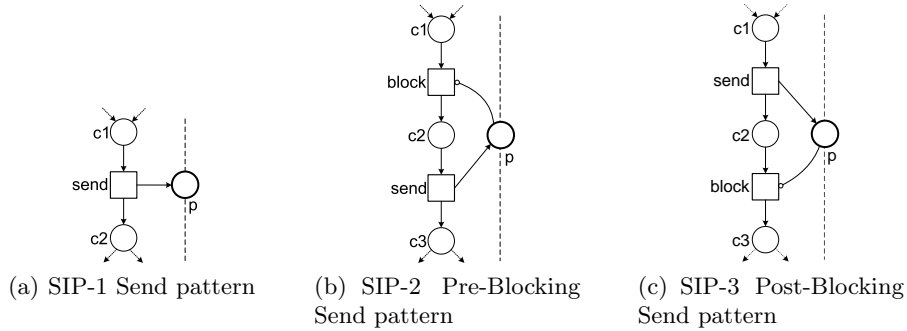 c1
send
p
c2
(a) SIP-1 Send pattern
c1
block
c2
p
send
c3
(b) SIP-2 Pre-Blocking
Send pattern
c1
send
c2
p
block
c3
(c) SIP-3 Post-Blocking
Send pattern